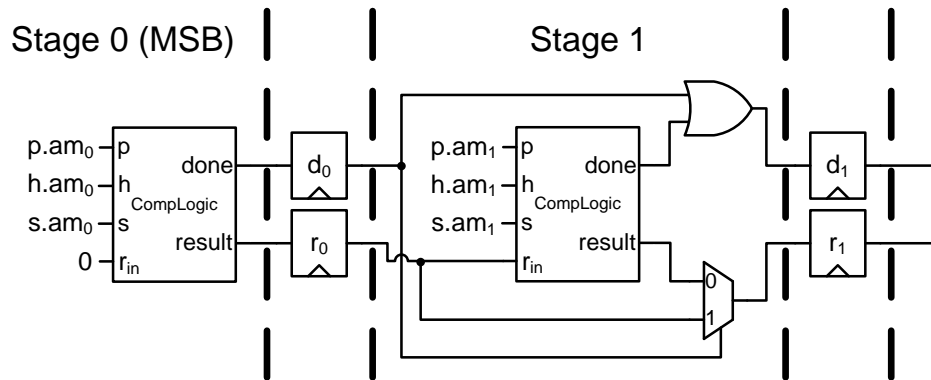 Stage 0 (MSB)
Stage 1
p.am₀ p
done
d₀
h.am₀ h
CompLogic
s.am₀ s
result
r₀
0 rᵢₙ
p.am₁ p
done
h.am₁ h
CompLogic
s.am₁ s
result
rᵢₙ
0
1
d₁
r₁